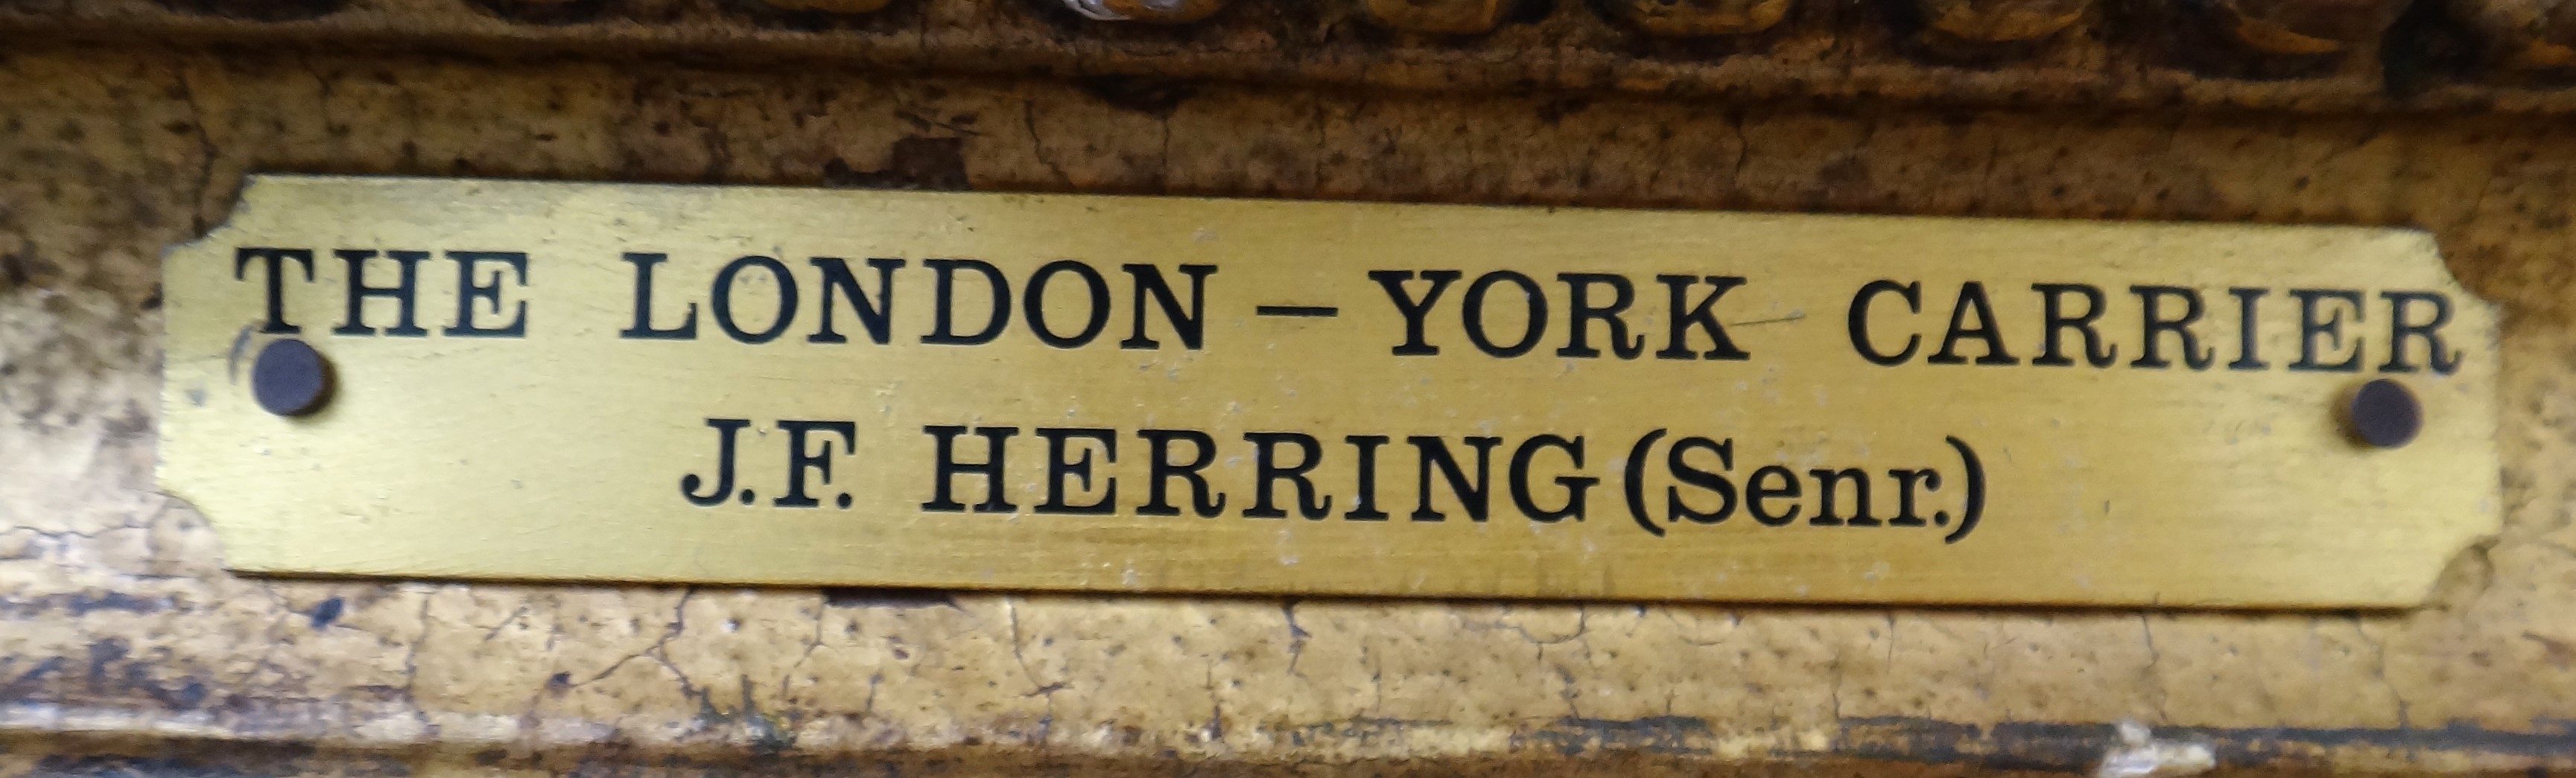 THE LONDON – YORK CARRIER
J.F. HERRING (Senr.)